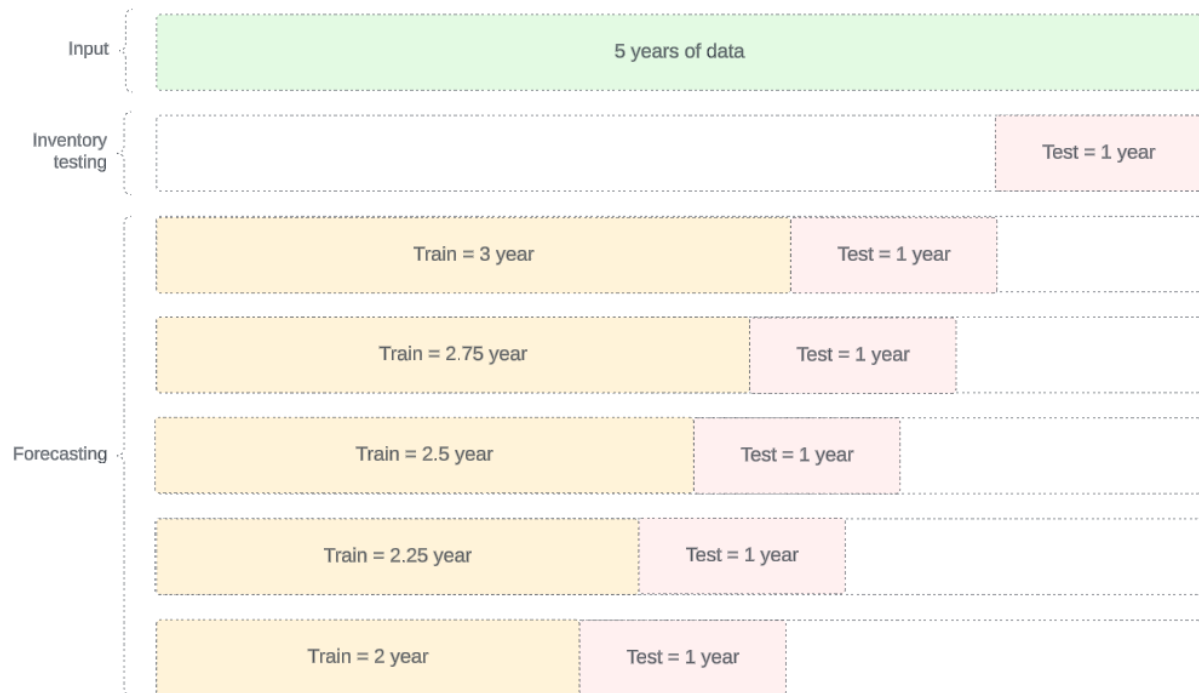 Input
5 years of data
Inventory
testing
Test = 1 year
Forecasting
Train = 3 year
Test = 1 year
Train = 2.75 year
Test = 1 year
Train = 2.5 year
Test = 1 year
Train = 2.25 year
Test = 1 year
Train = 2 year
Test = 1 year